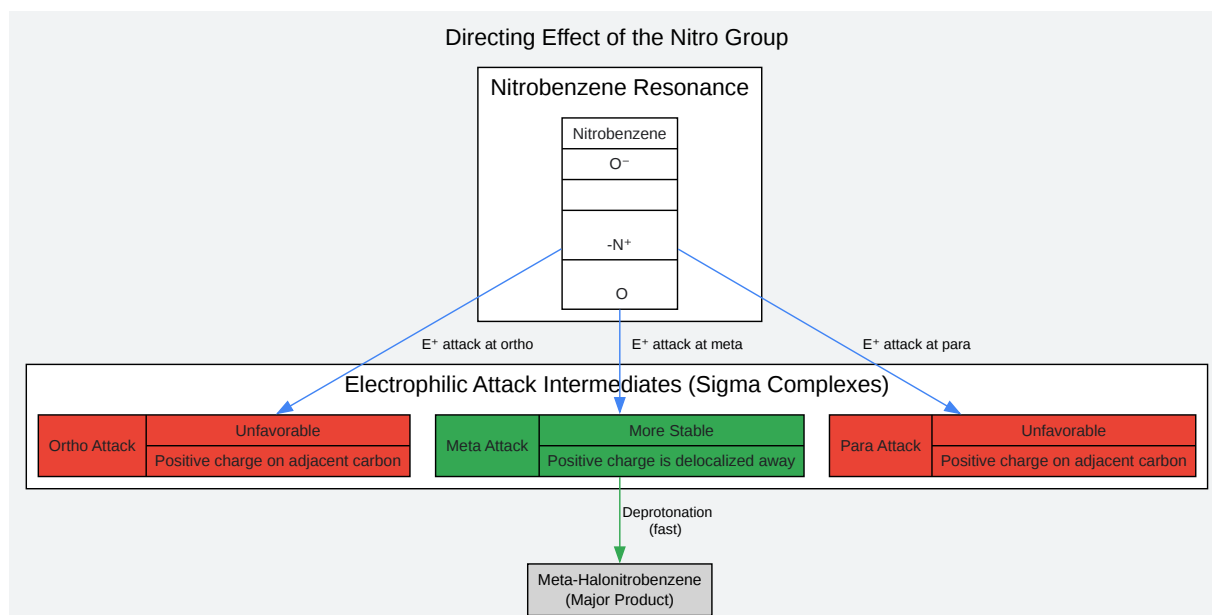 Directing Effect of the Nitro Group
Nitrobenzene Resonance
Nitrobenzene
O⁻
-N⁺
O
E⁺ attack at ortho
E⁺ attack at meta
E⁺ attack at para
Electrophilic Attack Intermediates (Sigma Complexes)
Ortho Attack
Unfavorable
Positive charge on adjacent carbon
Meta Attack
More Stable
Positive charge is delocalized away
Para Attack
Unfavorable
Positive charge on adjacent carbon
Deprotonation
(fast)
Meta-Halonitrobenzene
(Major Product)